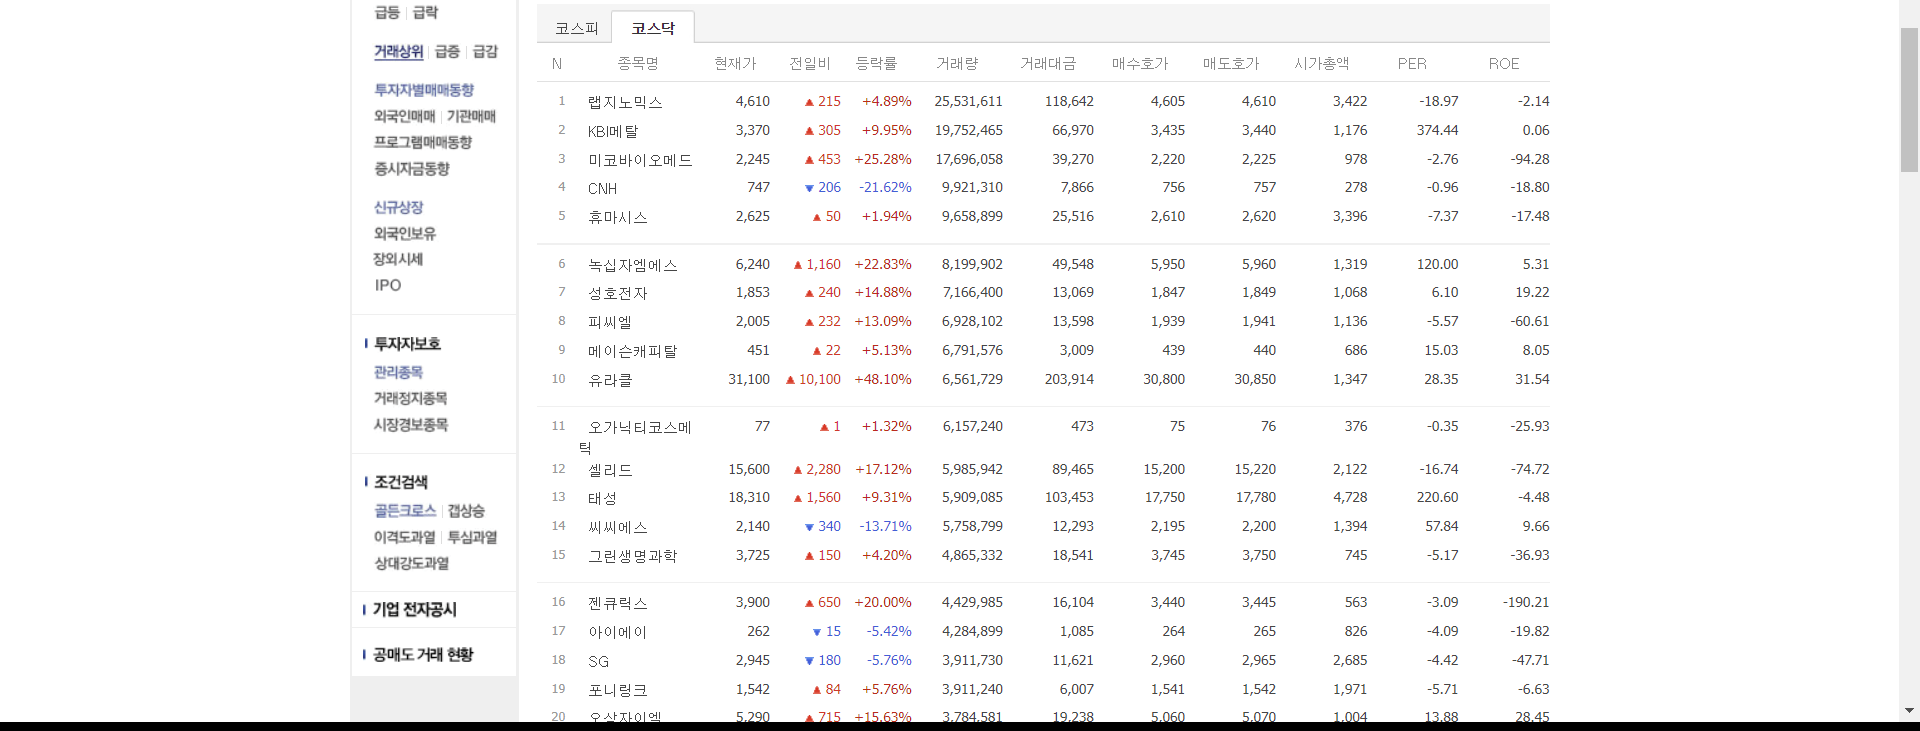 급등 급락
거래상위 급증 급감
투자자별매매동향
외국인매매 기관매매
프로그램매매동향
증시자금동향
신규상장
외국인보유
장외시세
IPO
투자자보호
관리종목
거래정지종목
시장경보종목
조건검색
골든크로스 갭상승
이격도과열 투심과열
상대강도과열
기업 전자공시
공매도 거래 현황
코스피 코스닥
N 종목명 현재가 전일비 등락률 거래량 거래대금 매수호가 매도호가 시가총액 PER ROE
1 랩지노믹스 4,610 ▲ 215 +4.89% 25,531,611 118,642 4,605 4,610 3,422 -18.97 -2.14
2 KBI메탈 3,370 ▲ 305 +9.95% 19,752,465 66,970 3,435 3,440 1,176 374.44 0.06
3 미코바이오메드 2,245 ▲ 453 +25.28% 17,696,058 39,270 2,220 2,225 978 -2.76 -94.28
4 CNH 747 ▼ 206 -21.62% 9,921,310 7,866 756 757 278 -0.96 -18.80
5 휴마시스 2,625 ▲ 50 +1.94% 9,658,899 25,516 2,610 2,620 3,396 -7.37 -17.48
6 녹십자엠에스 6,240 ▲ 1,160 +22.83% 8,199,902 49,548 5,950 5,960 1,319 120.00 5.31
7 성호전자 1,853 ▲ 240 +14.88% 7,166,400 13,069 1,847 1,849 1,068 6.10 19.22
8 피씨엘 2,005 ▲ 232 +13.09% 6,928,102 13,598 1,939 1,941 1,136 -5.57 -60.61
9 메이슨캐피탈 451 ▲ 22 +5.13% 6,791,576 3,009 439 440 686 15.03 8.05
10 유라클 31,100 ▲ 10,100 +48.10% 6,561,729 203,914 30,800 30,850 1,347 28.35 31.54
11 오가닉티코스메 77 ▲ 1 +1.32% 6,157,240 473 75 76 376 -0.35 -25.93
틱
12 셀리드 15,600 ▲ 2,280 +17.12% 5,985,942 89,465 15,200 15,220 2,122 -16.74 -74.72
13 태성 18,310 ▲ 1,560 +9.31% 5,909,085 103,453 17,750 17,780 4,728 220.60 -4.48
14 씨씨에스 2,140 ▼ 340 -13.71% 5,758,799 12,293 2,195 2,200 1,394 57.84 9.66
15 그린생명과학 3,725 ▲ 150 +4.20% 4,865,332 18,541 3,745 3,750 745 -5.17 -36.93
16 젠큐릭스 3,900 ▲ 650 +20.00% 4,429,985 16,104 3,440 3,445 563 -3.09 -190.21
17 아이에이 262 ▼ 15 -5.42% 4,284,899 1,085 264 265 826 -4.09 -19.82
18 SG 2,945 ▼ 180 -5.76% 3,911,730 11,621 2,960 2,965 2,685 -4.42 -47.71
19 포니링크 1,542 ▲ 84 +5.76% 3,911,240 6,007 1,541 1,542 1,971 -5.71 -6.63
20 오상자이엘 5,290 ▲ 715 +15.63% 3,784,581 19,238 5,060 5,070 1,004 13.88 28.45